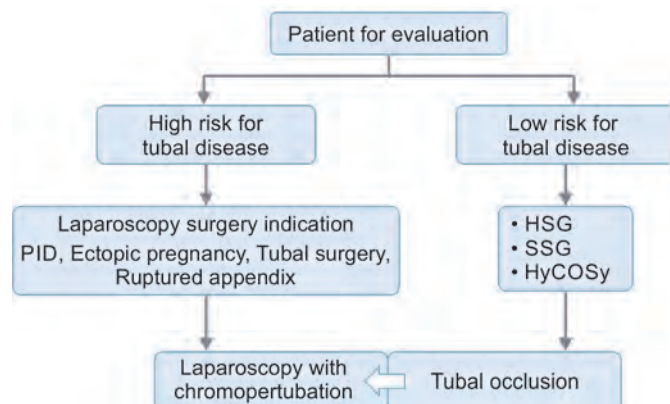 Patient for evaluation
High risk for
tubal disease
Low risk for
tubal disease
Laparoscopy surgery indication
PID, Ectopic pregnancy, Tubal surgery,
Ruptured appendix
• HSG
• SSG
• HyCOSy
Laparoscopy with
chromopertubation
Tubal occlusion